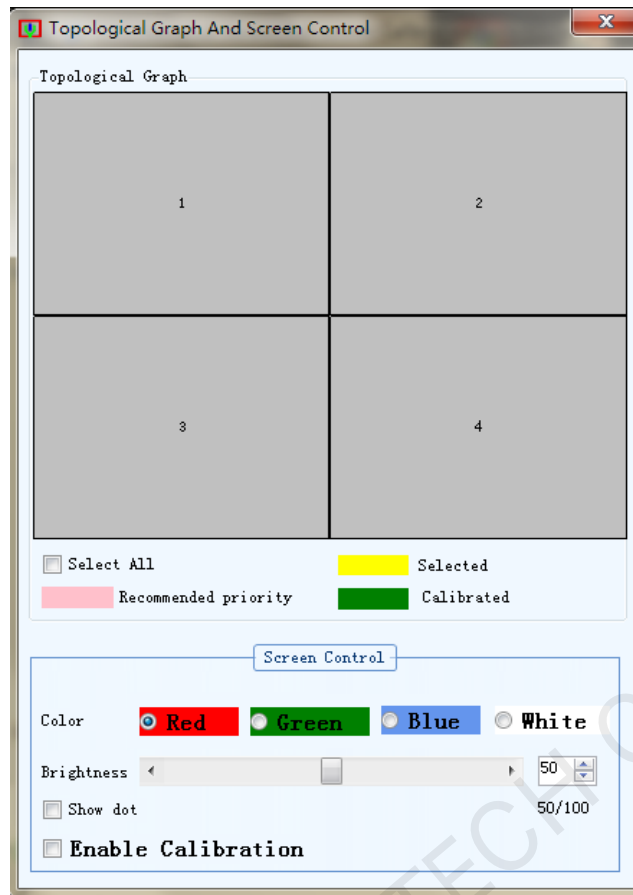 Topological Graph And Screen Control
Topological Graph
1 2
3 4
Select All Selected
Recommended priority Calibrated
Screen Control
Color Red Green Blue White
Brightness 50
Show dot 50/100
Enable Calibration
TECH